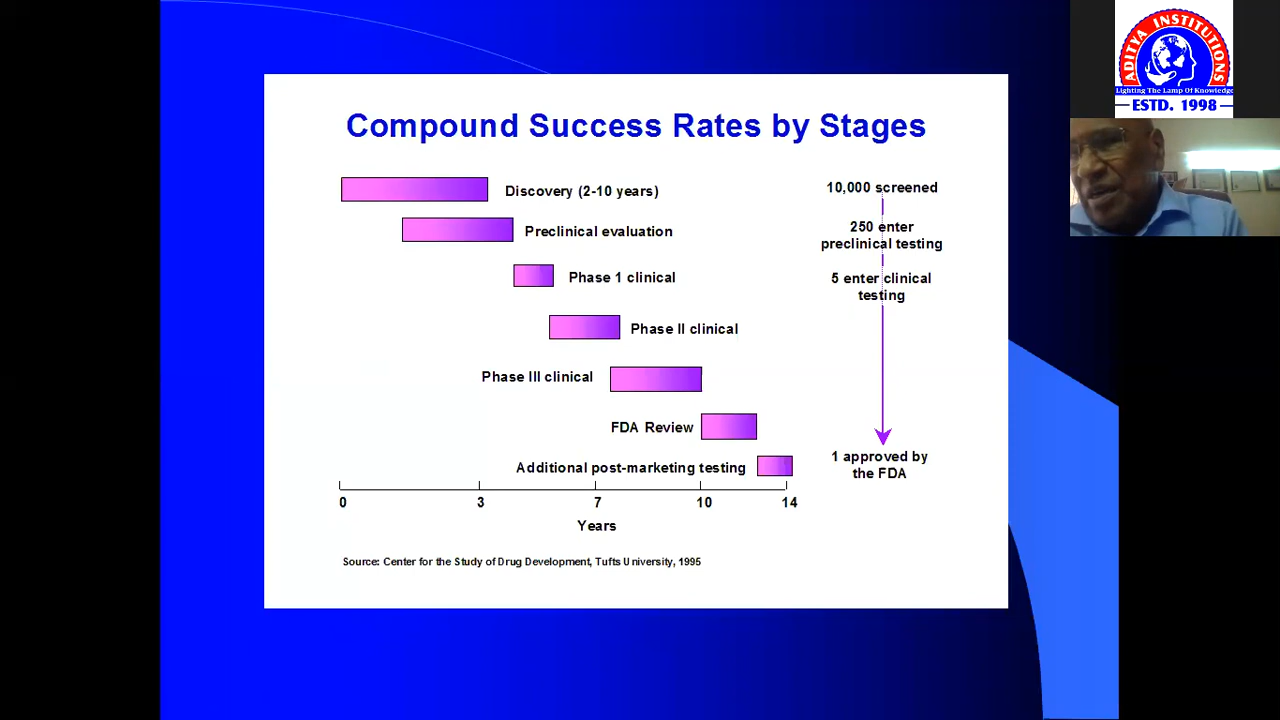 Compound Success Rates by Stages
Discovery (2-10 years)
Preclinical evaluation
Phase 1 clinical
Phase II clinical
Phase III clinical
FDA Review
Additional post-marketing testing
0 3 7 10 14
Years
10,000 screened
250 enter
preclinical testing
5 enter clinical
testing
1 approved by
the FDA
Source: Center for the Study of Drug Development, Tufts University, 1995
ADITYA INSTITUTIONS
Lighting The Lamp Of Knowledge
ESTD. 1998